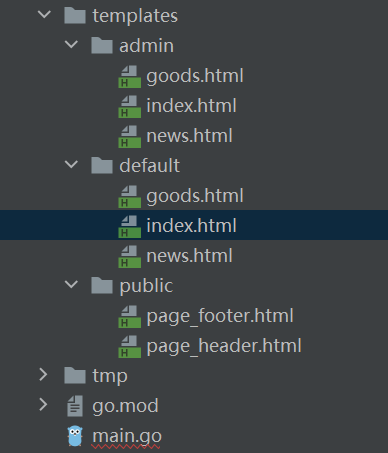 templates
admin
goods.html
index.html
news.html
default
goods.html
index.html
news.html
public
page_footer.html
page_header.html
tmp
go.mod
main.go